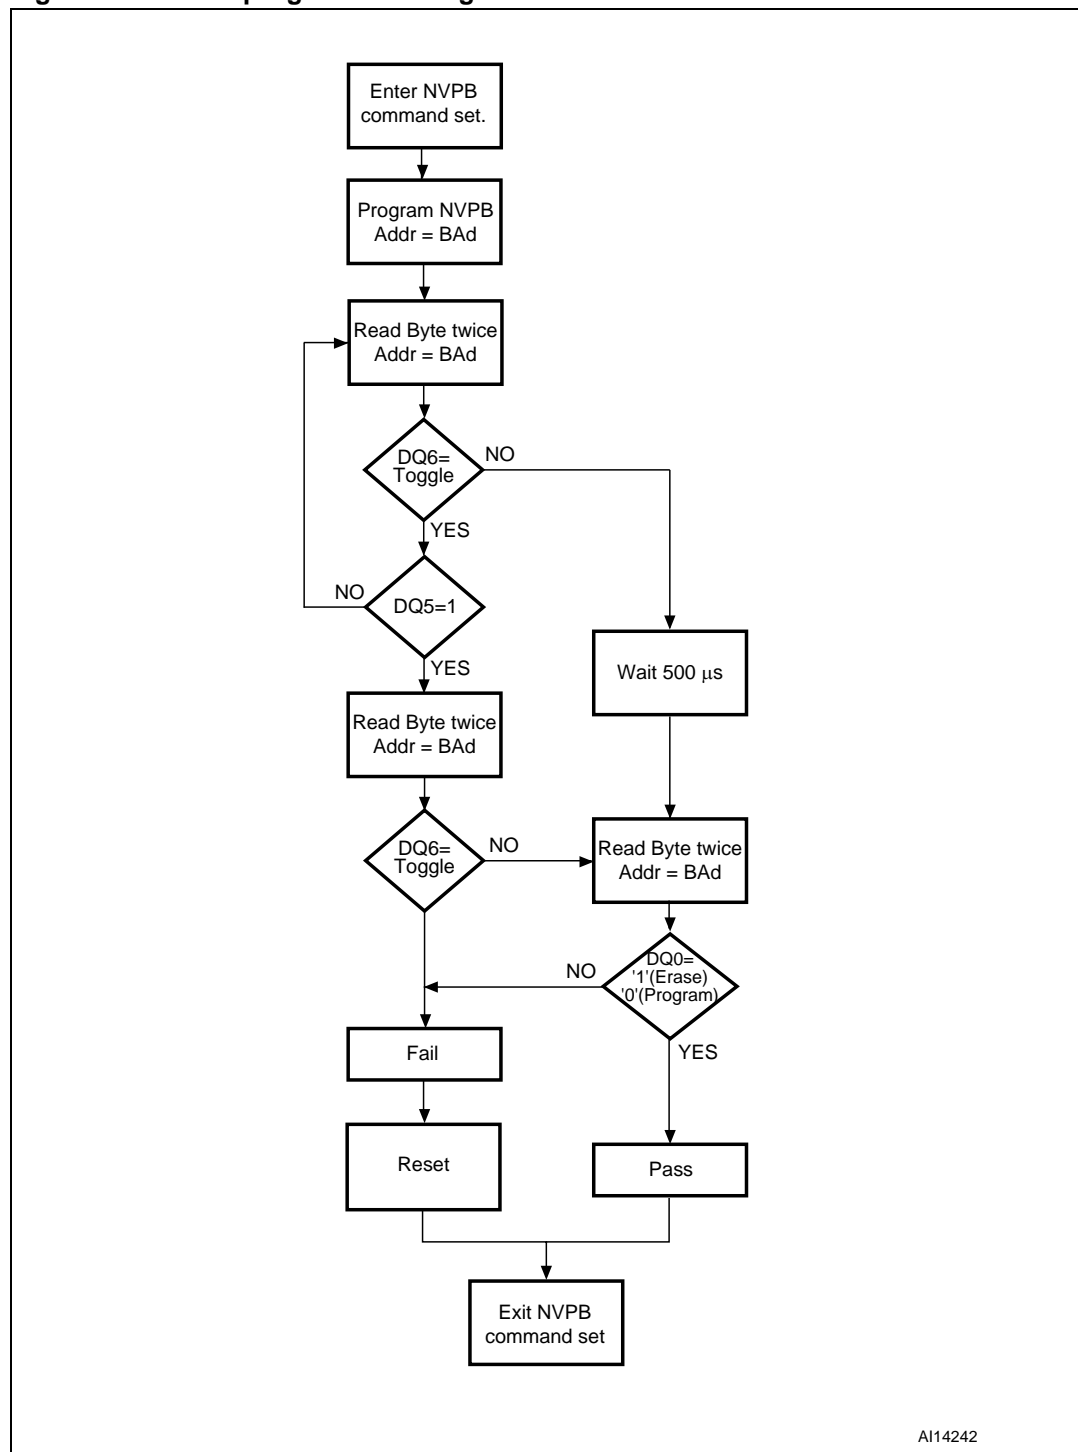 Enter NVPB
command set.
Program NVPB
Addr = BAd
Read Byte twice
Addr = BAd
DQ6=
Toggle
NO
YES
NO
DQ5=1
YES
Wait 500 µs
Read Byte twice
Addr = BAd
DQ6=
Toggle
NO
Read Byte twice
Addr = BAd
DQ0=
'1'(Erase)
'0'(Program)
NO
YES
Fail
Reset
Pass
Exit NVPB
command set
AI14242